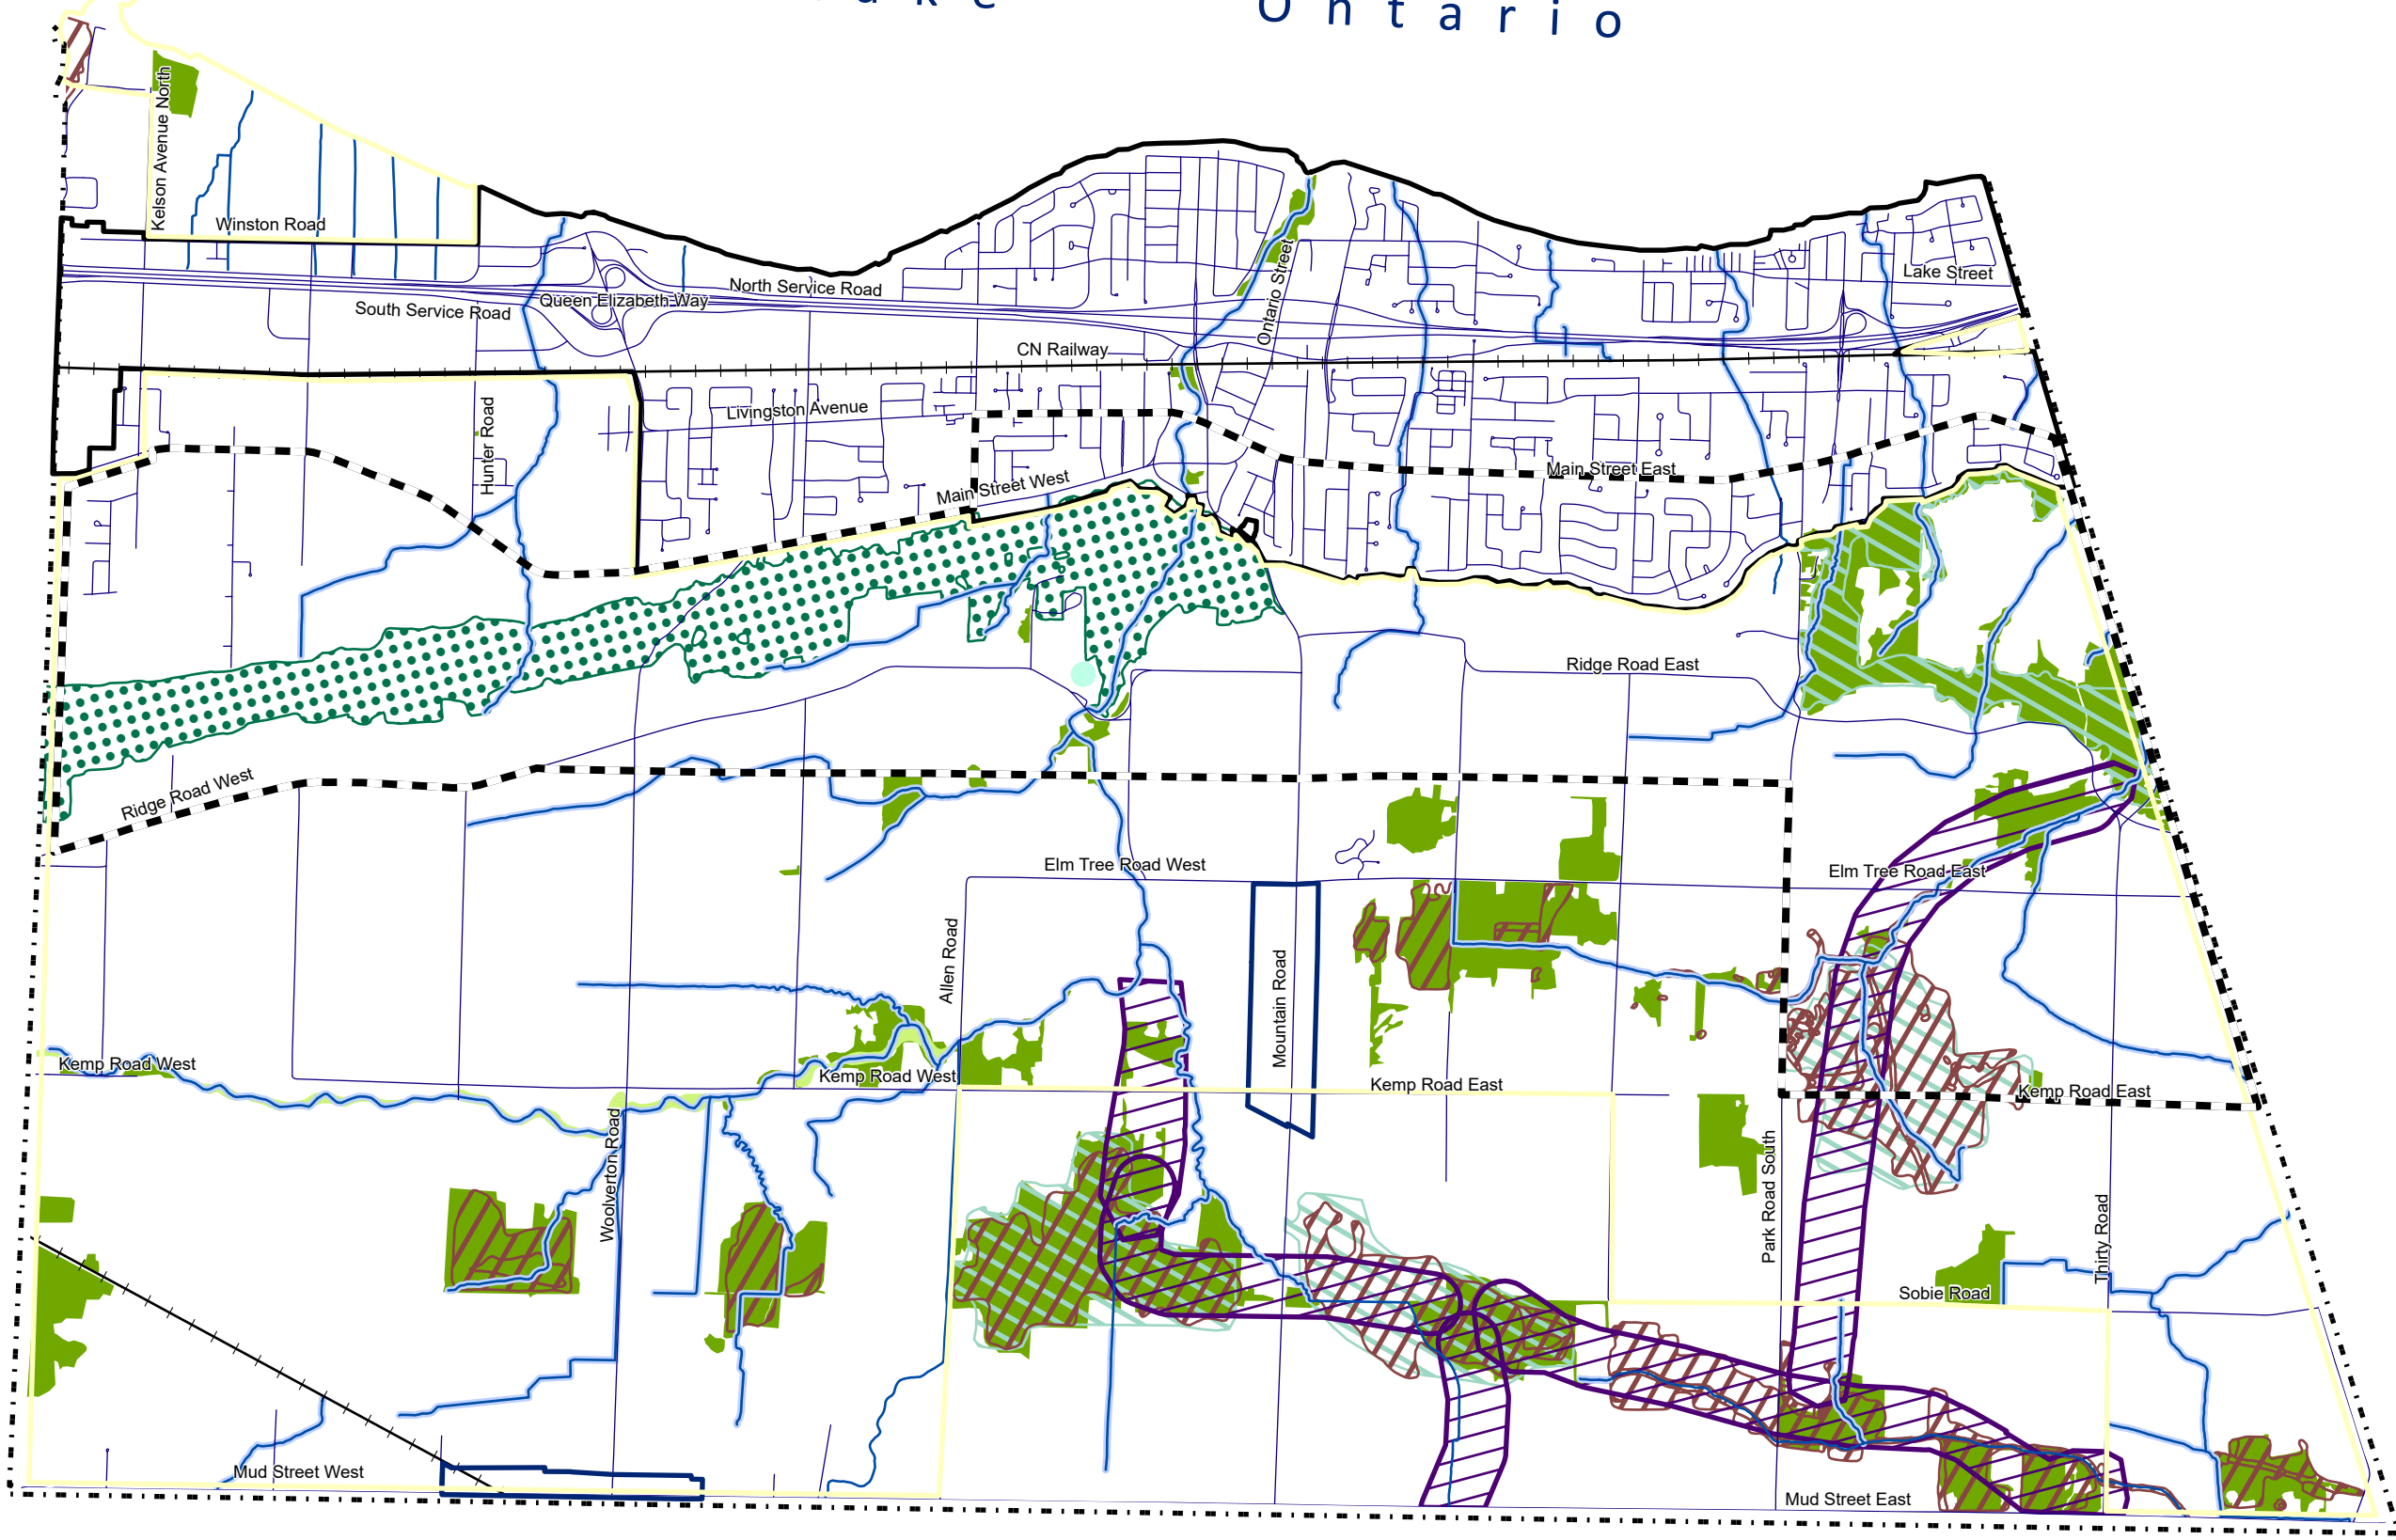 Ontario
Kelson Avenue North
Winston Road
Lake Street
North Service Road
Queen Elizabeth Way
South Service Road
Ontario Street
CN Railway
Livingston Avenue
Hunter Road
Main Street East
Main Street West
Ridge Road East
Ridge Road West
Elm Tree Road West
Elm Tree Road East
Allen Road
Mountain Road
Kemp Road West
Kemp Road West
Kemp Road East
Kemp Road East
Woolverton Road
Park Road South
Thirty Road
Sobie Road
Mud Street West
Mud Street East